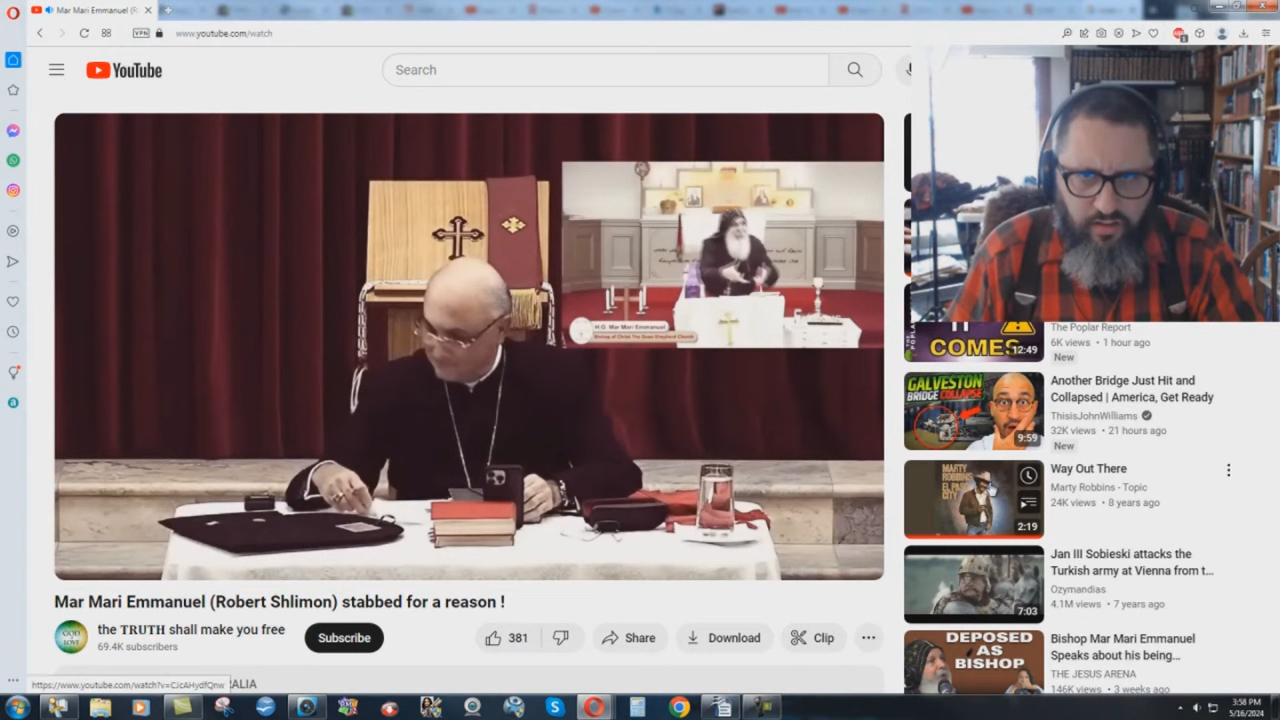 Mar Mari Emmanuel (Robert S
VPN
www.youtube.com/watch
YouTube
Search
H.G. Mar Mari Emmanuel
Bishop of Christ The Good Shepherd Church
COMES
12:49
The Poplar Report
6K views • 1 hour ago
New
GALVESTON
BRIDGE COLLAPSE
9:59
Another Bridge Just Hit and
Collapsed | America, Get Ready
ThisisJohnWilliams
32K views • 21 hours ago
New
MARTY
ROBBINS
EL PASO
CITY
2:19
Way Out There
Marty Robbins - Topic
24K views • 8 years ago
7:03
Jan III Sobieski attacks the
Turkish army at Vienna from t...
Ozymandias
4.1M views • 7 years ago
DEPOSED
AS
BISHOP
Bishop Mar Mari Emmanuel
Speaks about his being...
THE JESUS ARENA
146K views • 3 weeks ago
Mar Mari Emmanuel (Robert Shlimon) stabbed for a reason !
GOD
LOVE
the TRUTH shall make you free
69.4K subscribers
Subscribe
381
Share
Download
Clip
https://www.youtube.com/watch?v=CJcAHydfQnw
ALIA
3:58 PM
5/16/2024